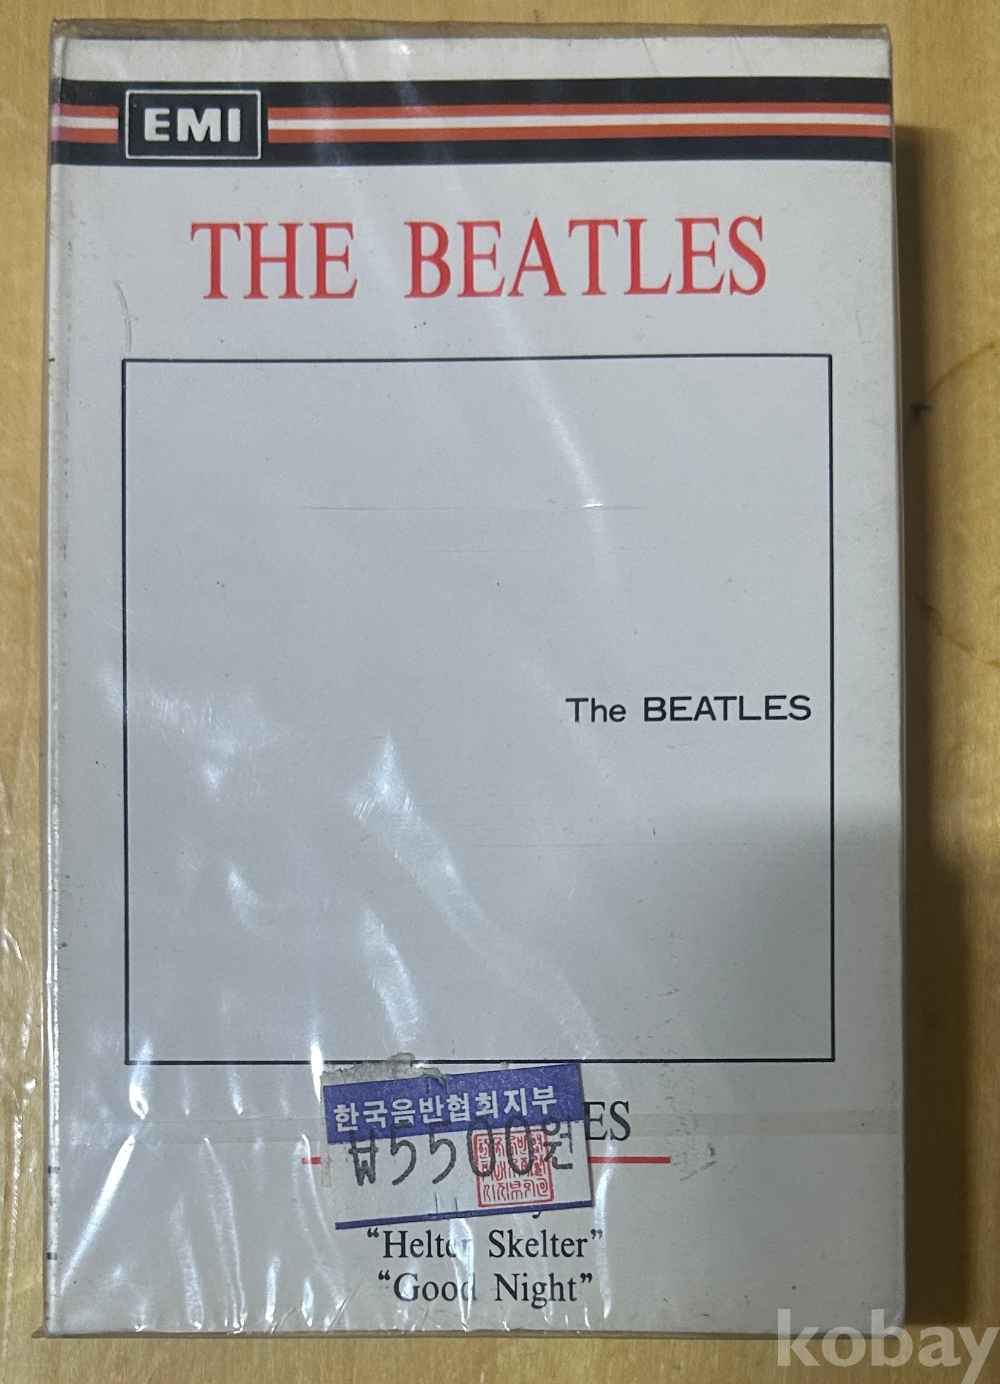 EMI
THE BEATLES
The BEATLES
한국음반협회지부
ES
₩5500원
“Helter Skelter”
“Good Night”
kobay